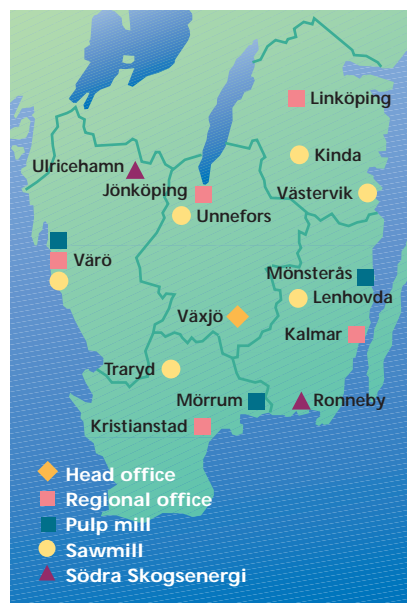 Linköping
Kinda
Ulricehamn
Jönköping
Västervik
Unnefors
Värö
Mönsterås
Lenhovda
Växjö
Kalmar
Traryd
Mörrum
Ronneby
Kristianstad
Head office
Regional office
Pulp mill
Sawmill
Södra Skogsenergi